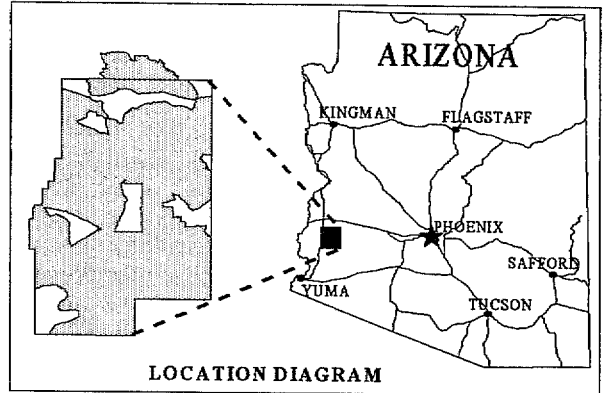 ARIZONA
KINGMAN
FLAGSTAFF
PHOENIX
SAFFORD
YUMA
TUCSON
LOCATION DIAGRAM